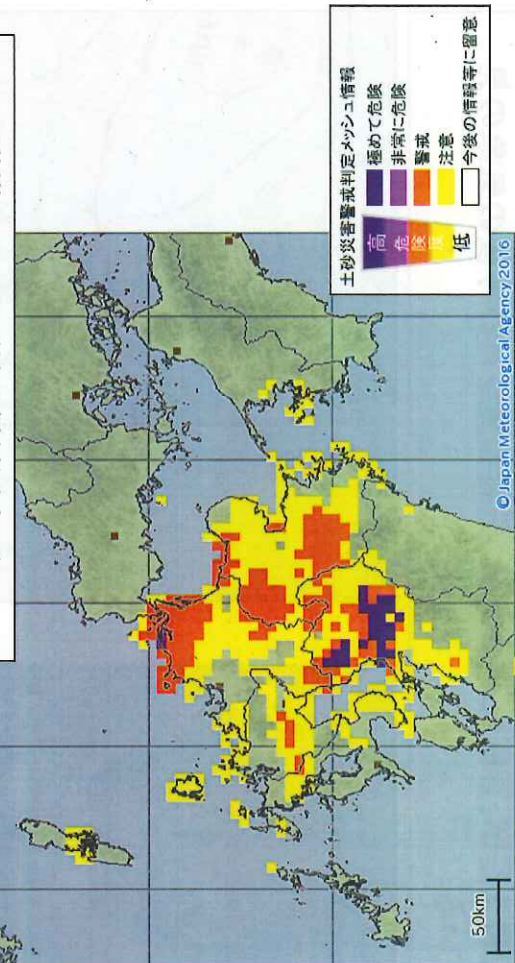 土砂災害警戒判定メッシュ情報
高
危険度
低
極めて危険
非常に危険
警戒
注意
今後の情報等に留意
50km
© Japan Meteorological Agency 2016